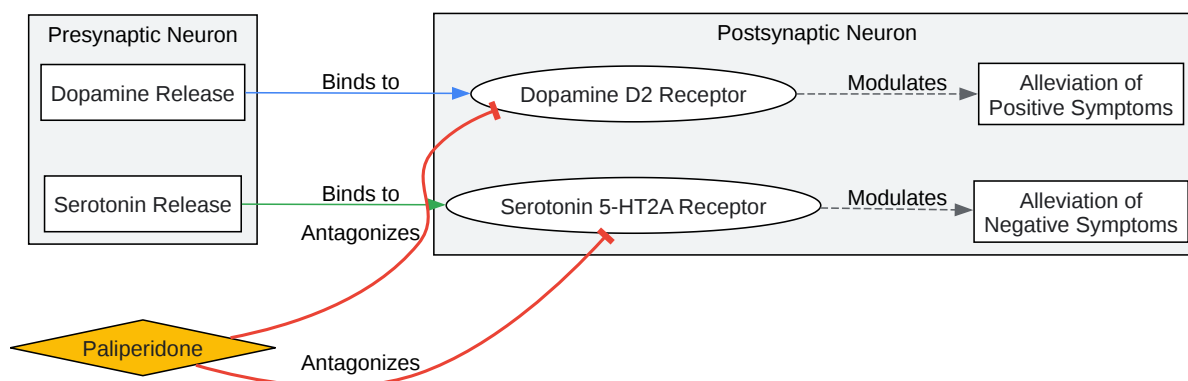 Presynaptic Neuron
Dopamine Release
Serotonin Release
Binds to
Binds to
Antagonizes
Antagonizes
Paliperidone
Postsynaptic Neuron
Dopamine D2 Receptor
Modulates
Alleviation of
Positive Symptoms
Serotonin 5-HT2A Receptor
Modulates
Alleviation of
Negative Symptoms